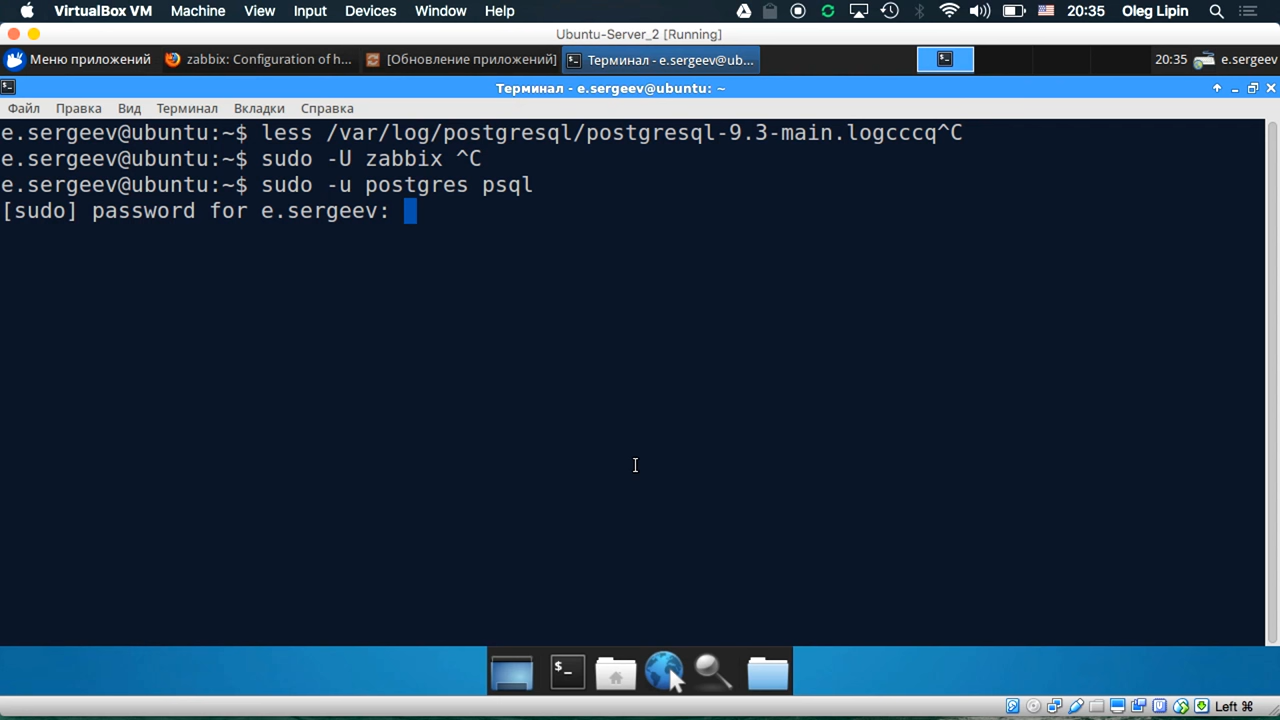 VirtualBox VM Machine View Input Devices Window Help 20:35 Oleg Lipin
Ubuntu-Server_2 [Running]
Меню приложений zabbix: Configuration of h... [Обновление приложений] Терминал - e.sergeev@ub... 20:35 e.sergeev
Терминал - e.sergeev@ubuntu: ~
Файл Правка Вид Терминал Вкладки Справка
e.sergeev@ubuntu:~$ less /var/log/postgresql/postgresql-9.3-main.logcccq^C
e.sergeev@ubuntu:~$ sudo -U zabbix ^C
e.sergeev@ubuntu:~$ sudo -u postgres psql
[sudo] password for e.sergeev:
Left ⌘